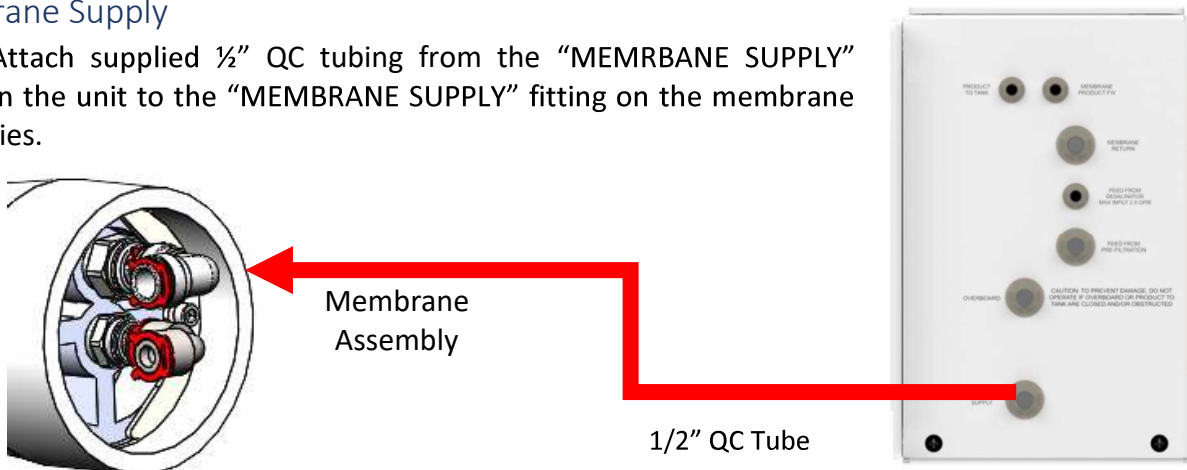 rane Supply
Attach supplied ½” QC tubing from the “MEMRBANE SUPPLY”
n the unit to the “MEMBRANE SUPPLY” fitting on the membrane
ies.
PRODUCT
TO TANK
MEMBRANE
PRODUCT F\V
MEMBRANE
RETURN
FEED FROM
DESALINATOR
MAX INPUT 2.5 GPM
FEED FROM
PRE-FILTRATION
OVERBOARD
CAUTION: TO PREVENT DAMAGE, DO NOT
OPERATE IF OVERBOARD OR PRODUCT TO
TANK ARE CLOSED AND/OR OBSTRUCTED
Membrane
Assembly
SUPPLY
1/2” QC Tube